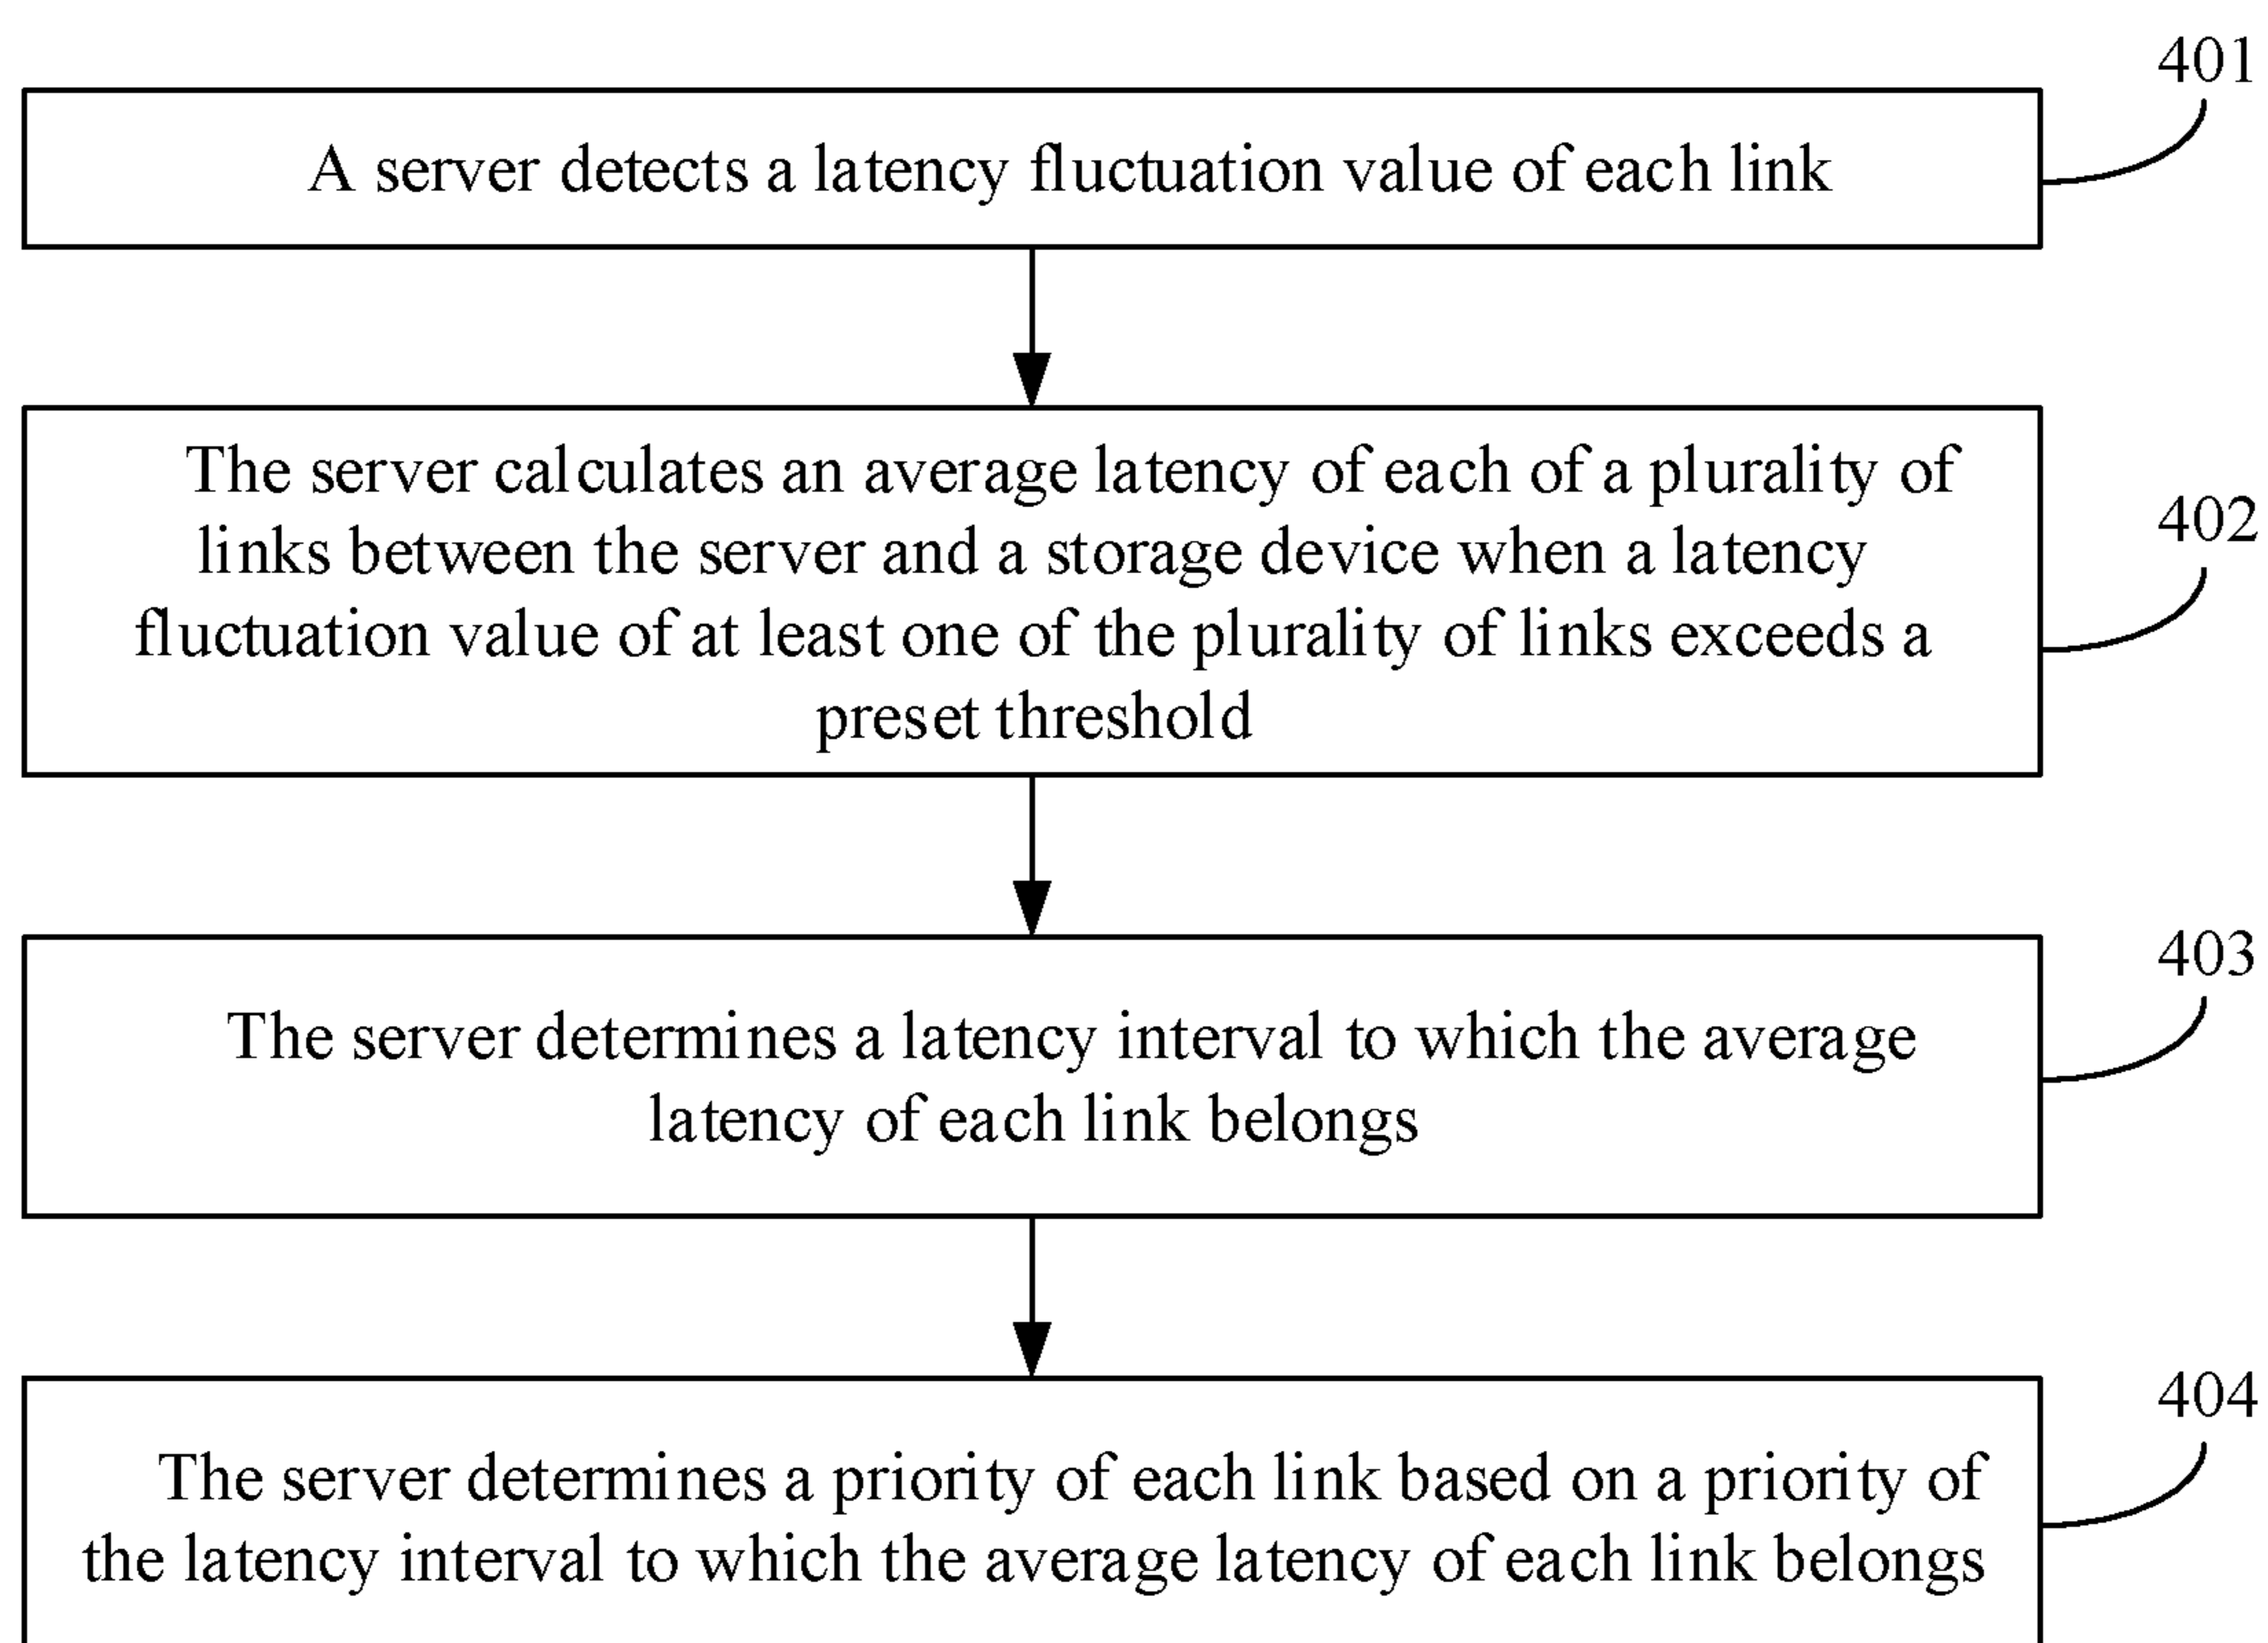 401
A server detects a latency fluctuation value of each link
The server calculates an average latency of each of a plurality of
links between the server and a storage device when a latency
fluctuation value of at least one of the plurality of links exceeds a
preset threshold
402
The server determines a latency interval to which the average
latency of each link belongs
403
The server determines a priority of each link based on a priority of
the latency interval to which the average latency of each link belongs
404